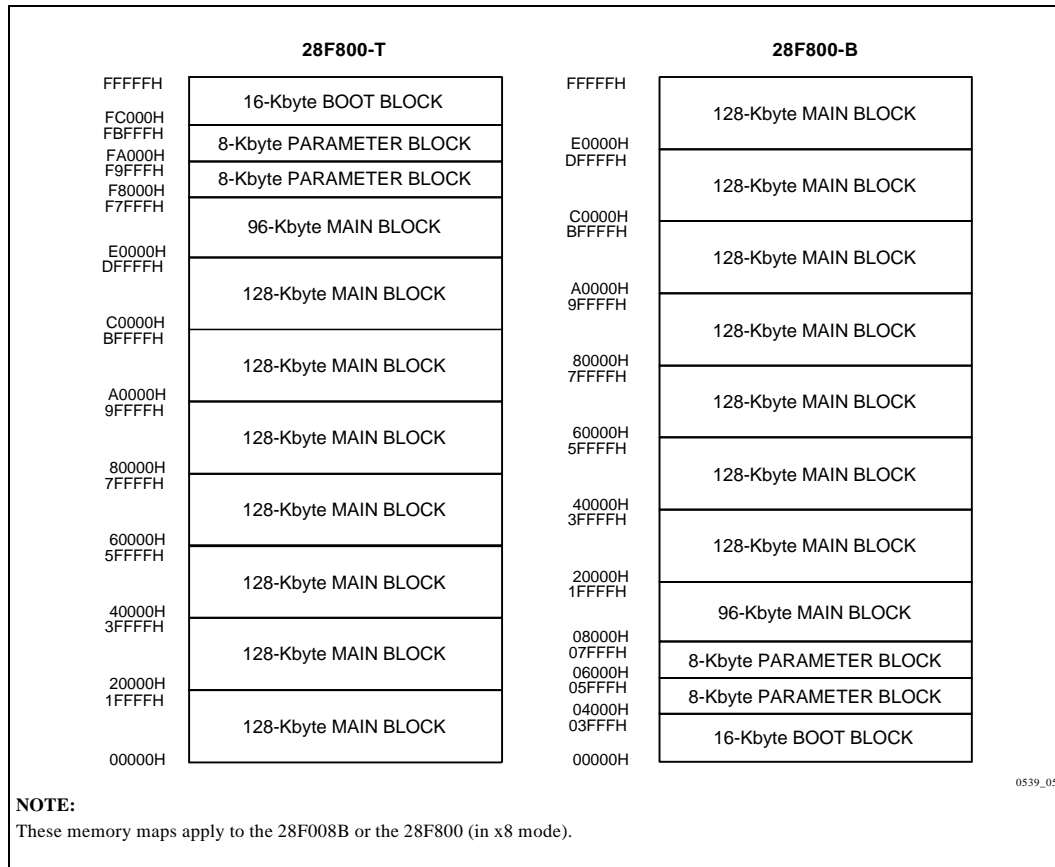 28F800-T
FFFFFH
16-Kbyte BOOT BLOCK
FC000H
FBFFFH
8-Kbyte PARAMETER BLOCK
FA000H
F9FFFH
8-Kbyte PARAMETER BLOCK
F8000H
F7FFFH
96-Kbyte MAIN BLOCK
E0000H
DFFFFH
128-Kbyte MAIN BLOCK
C0000H
BFFFFH
128-Kbyte MAIN BLOCK
A0000H
9FFFFH
128-Kbyte MAIN BLOCK
80000H
7FFFFH
128-Kbyte MAIN BLOCK
60000H
5FFFFH
128-Kbyte MAIN BLOCK
40000H
3FFFFH
128-Kbyte MAIN BLOCK
20000H
1FFFFH
128-Kbyte MAIN BLOCK
00000H
28F800-B
FFFFFH
128-Kbyte MAIN BLOCK
E0000H
DFFFFH
128-Kbyte MAIN BLOCK
C0000H
BFFFFH
128-Kbyte MAIN BLOCK
A0000H
9FFFFH
128-Kbyte MAIN BLOCK
80000H
7FFFFH
128-Kbyte MAIN BLOCK
60000H
5FFFFH
128-Kbyte MAIN BLOCK
40000H
3FFFFH
128-Kbyte MAIN BLOCK
20000H
1FFFFH
96-Kbyte MAIN BLOCK
08000H
07FFFH
8-Kbyte PARAMETER BLOCK
06000H
05FFFH
8-Kbyte PARAMETER BLOCK
04000H
03FFFH
16-Kbyte BOOT BLOCK
00000H
0539_05
NOTE:
These memory maps apply to the 28F008B or the 28F800 (in x8 mode).